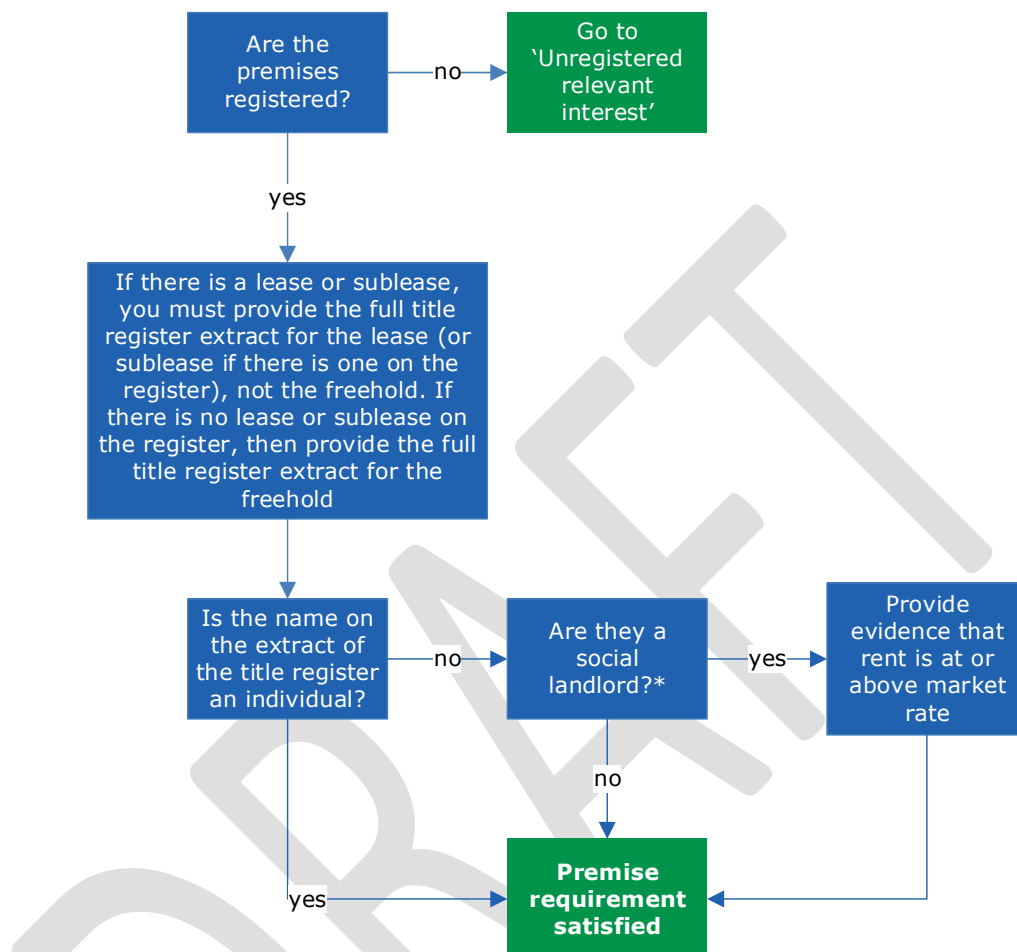 Are the
premises
registered?
no
Go to
‘Unregistered
relevant
interest’
yes
If there is a lease or sublease,
you must provide the full title
register extract for the lease (or
sublease if there is one on the
register), not the freehold. If
there is no lease or sublease on
the register, then provide the full
title register extract for the
freehold
Is the name on
the extract of
the title register
an individual?
no
Are they a
social
landlord?*
yes
Provide
evidence that
rent is at or
above market
rate
no
yes
Premise
requirement
satisfied
DRAFT